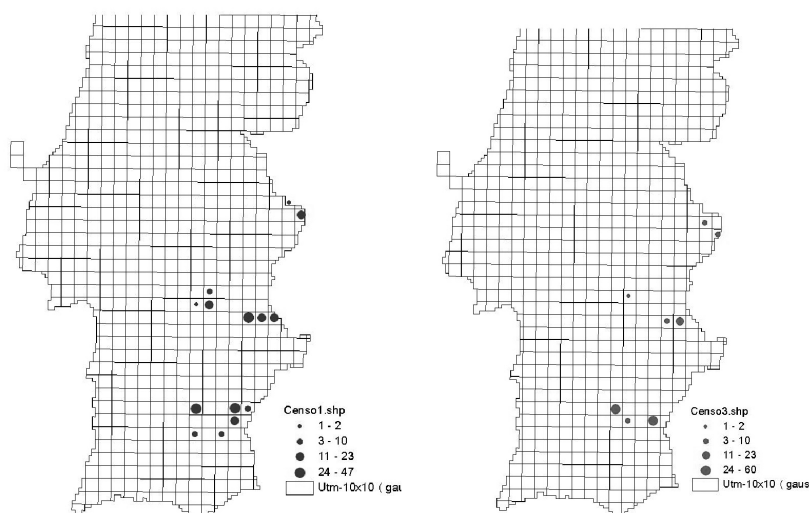 Censo1.shp
1 - 2
3 - 10
11 - 23
24 - 47
Utm-10x10 ( gau
Censo3.shp
1 - 2
3 - 10
11 - 23
24 - 60
Utm-10x10 ( gaus